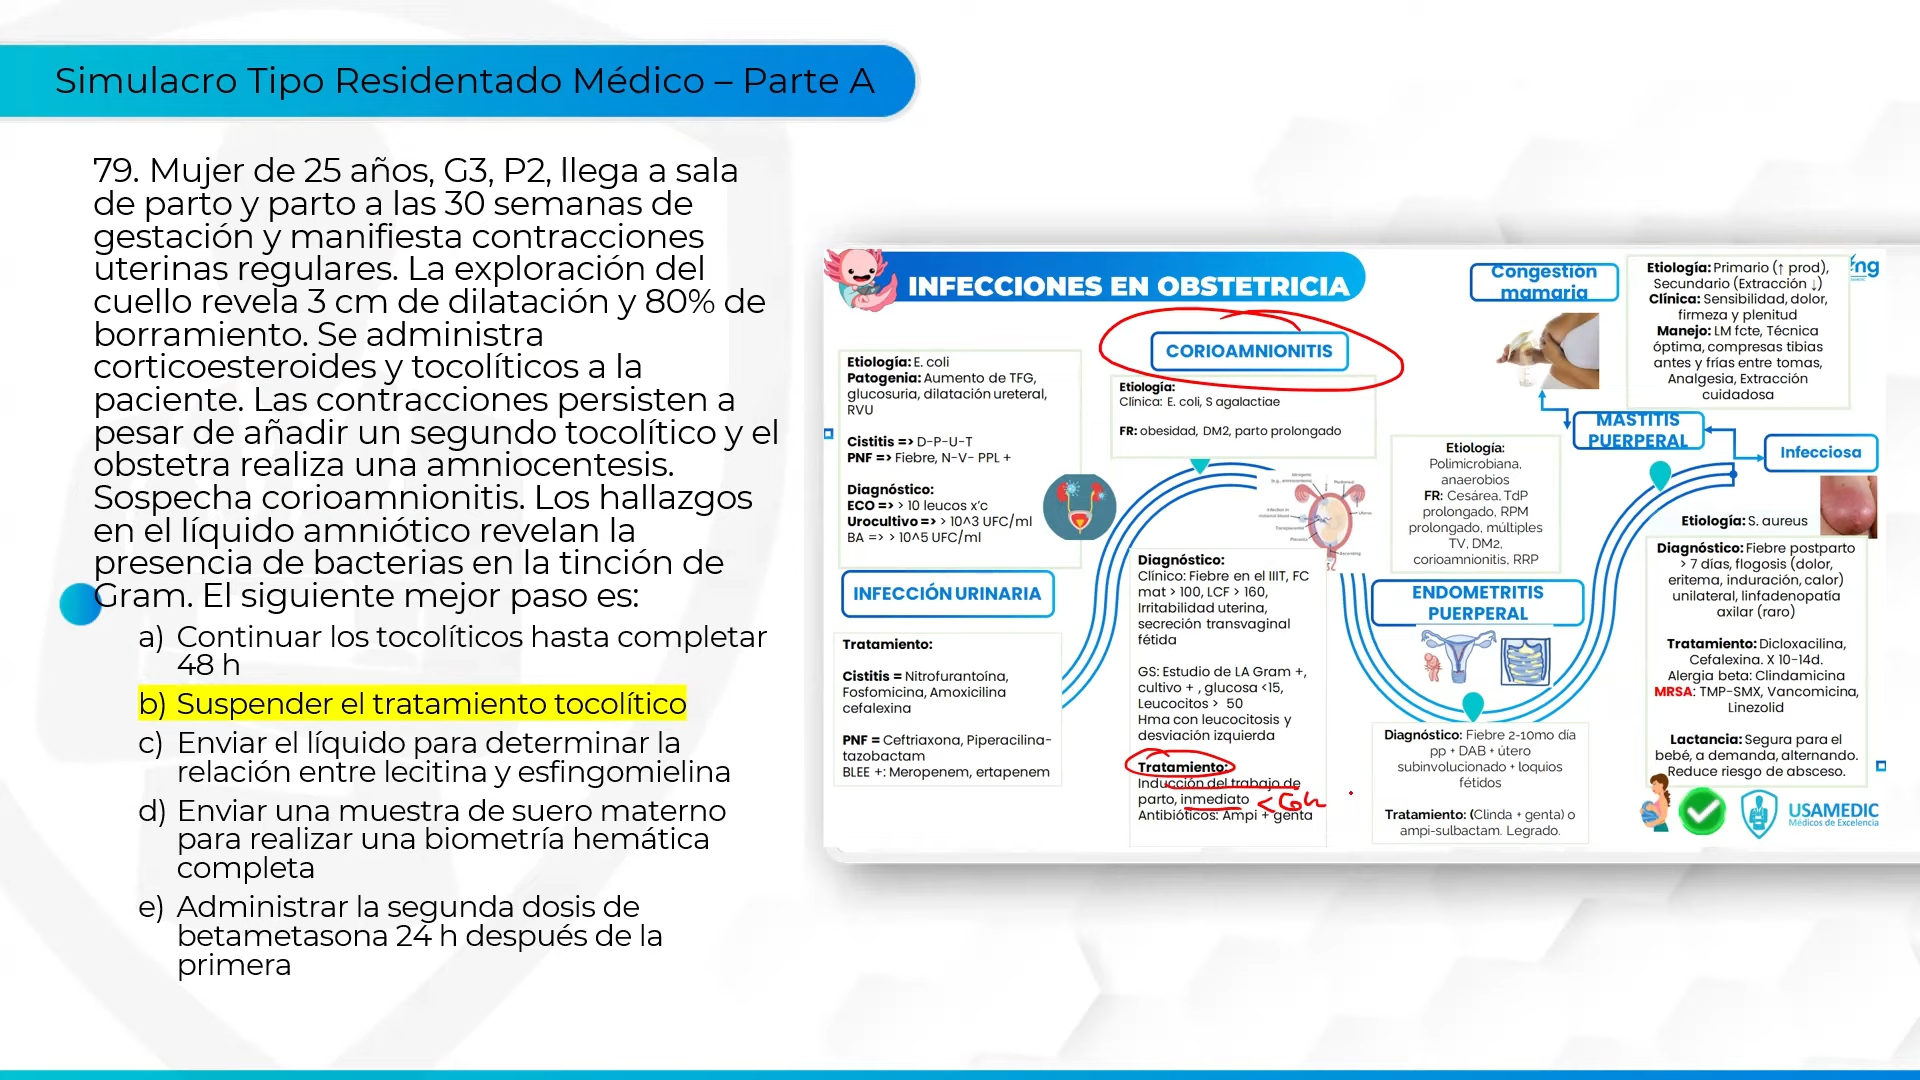 Simulacro Tipo Residentado Médico – Parte A
79. Mujer de 25 años, G3, P2, llega a sala
de parto y parto a las 30 semanas de
gestación y manifiesta contracciones
uterinas regulares. La exploración del
cuello revela 3 cm de dilatación y 80% de
borramiento. Se administra
corticoesteroides y tocolíticos a la
paciente. Las contracciones persisten a
pesar de añadir un segundo tocolítico y el
obstetra realiza una amniocentesis.
Sospecha corioamnionitis. Los hallazgos
en el líquido amniótico revelan la
presencia de bacterias en la tinción de
Gram. El siguiente mejor paso es:
a) Continuar los tocolíticos hasta completar
48 h
b) Suspender el tratamiento tocolítico
c) Enviar el líquido para determinar la
relación entre lecitina y esfingomielina
d) Enviar una muestra de suero materno
para realizar una biometría hemática
completa
e) Administrar la segunda dosis de
betametasona 24 h después de la
primera
INFECCIONES EN OBSTETRICIA
Etiología: E. coli
Patogenia: Aumento de TFG,
glucosuria, dilatación ureteral,
RVU
Cistitis => D-P-U-T
PNF => Fiebre, N-V- PPL +
Diagnóstico:
ECO => > 10 leucos x'c
Urocultivo => > 10^3 UFC/ml
BA => > 10^5 UFC/ml
INFECCIÓN URINARIA
Tratamiento:
Cistitis = Nitrofurantoína,
Fosfomicina, Amoxicilina
cefalexina
PNF = Ceftriaxona, Piperacilina-
tazobactam
BLEE +: Meropenem, ertapenem
CORIOAMNIONITIS
Etiología:
Clínica: E. coli, S agalactiae
FR: obesidad, DM2, parto prolongado
Diagnóstico:
Clínico: Fiebre en el IIIT, FC
mat > 100, LCF > 160,
Irritabilidad uterina,
secreción transvaginal
fétida
GS: Estudio de LA Gram +,
cultivo + , glucosa <15,
Leucocitos > 50
Hma con leucocitosis y
desviación izquierda
Tratamiento:
Inducción del trabajo de
parto, inmediato
Antibióticos: Ampi + genta
Etiología:
Polimicrobiana,
anaerobios
FR: Cesárea, TdP
prolongado, RPM
prolongado, múltiples
TV, DM2,
corioamnionitis, RRP
ENDOMETRITIS
PUERPERAL
Diagnóstico: Fiebre 2-10mo día
pp + DAB + útero
subinvolucionado + loquios
fétidos
Tratamiento: (Clinda + genta) o
ampi-sulbactam. Legrado.
Congestión
mamaria
Etiología: Primario (↑ prod),
Secundario (Extracción ↓)
Clínica: Sensibilidad, dolor,
firmeza y plenitud
Manejo: LM fcte, Técnica
óptima, compresas tibias
antes y frías entre tomas,
Analgesia, Extracción
cuidadosa
MASTITIS
PUERPERAL
Infecciosa
Etiología: S. aureus
Diagnóstico: Fiebre postparto
> 7 días, flogosis (dolor,
eritema, induración, calor)
unilateral, linfadenopatía
axilar (raro)
Tratamiento: Dicloxacilina,
Cefalexina. X 10-14d.
Alergia beta: Clindamicina
MRSA: TMP-SMX, Vancomicina,
Linezolid
Lactancia: Segura para el
bebé, a demanda, alternando.
Reduce riesgo de absceso.
USAMEDIC
Médicos de Excelencia